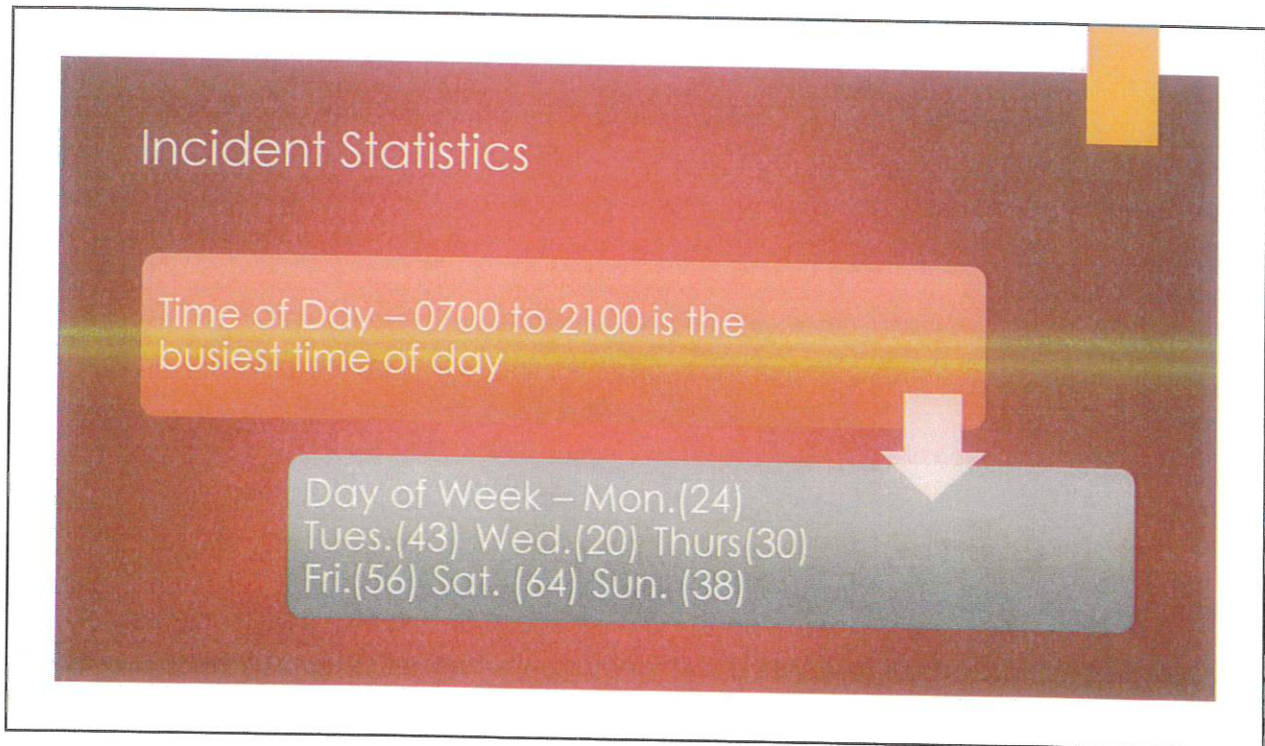 Incident Statistics
Time of Day – 0700 to 2100 is the
busiest time of day
Day of Week – Mon.(24)
Tues.(43) Wed.(20) Thurs(30)
Fri.(56) Sat. (64) Sun. (38)